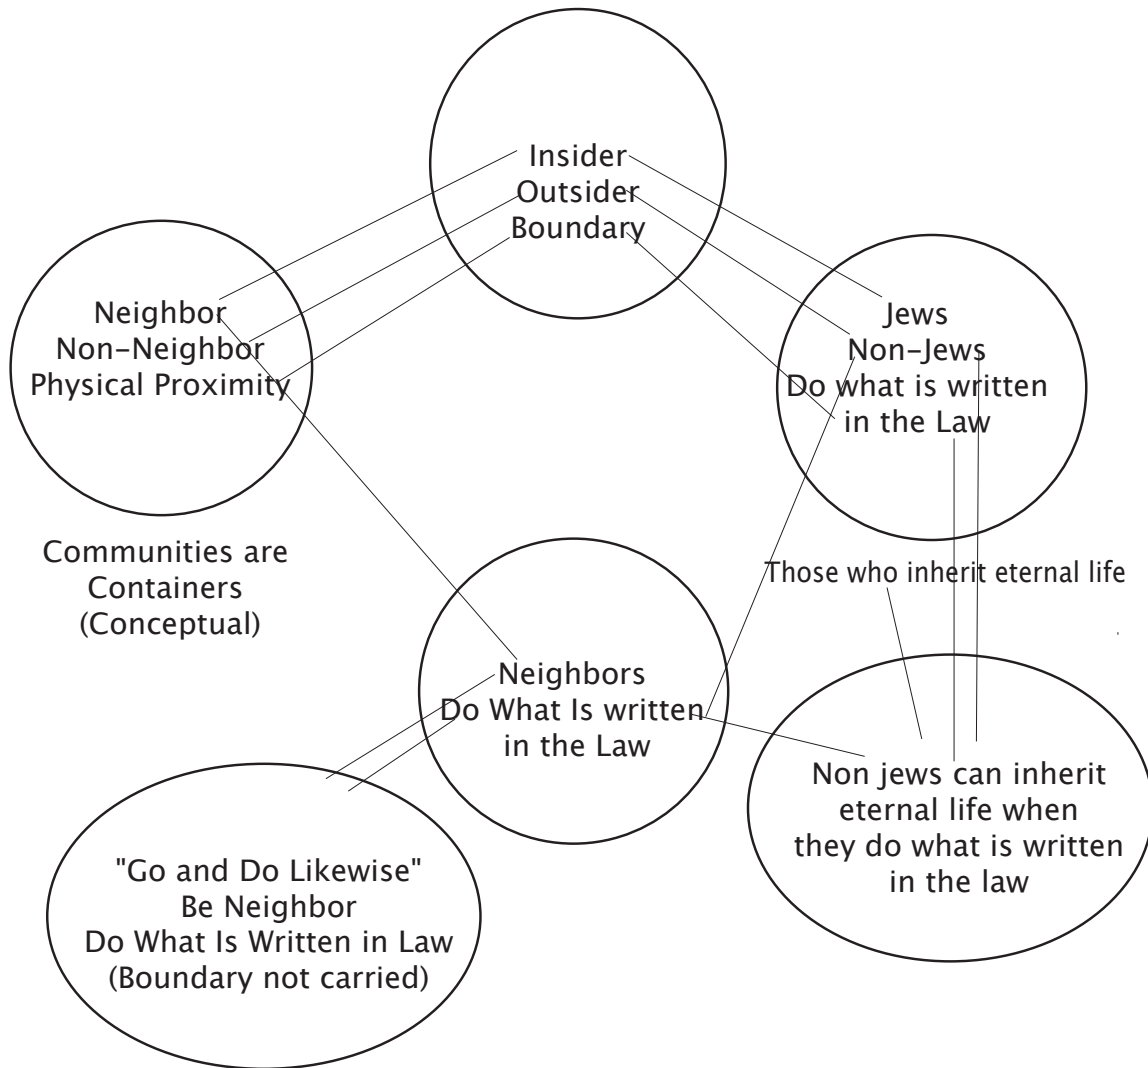 Insider
Outsider
Boundary
Neighbor
Non–Neighbor
Physical Proximity
Jews
Non–Jews
Do what is written
in the Law
Communities are
Containers
(Conceptual)
Those who inherit eternal life
Neighbors
Do What Is written
in the Law
Non jews can inherit
eternal life when
they do what is written
in the law
"Go and Do Likewise"
Be Neighbor
Do What Is Written in Law
(Boundary not carried)